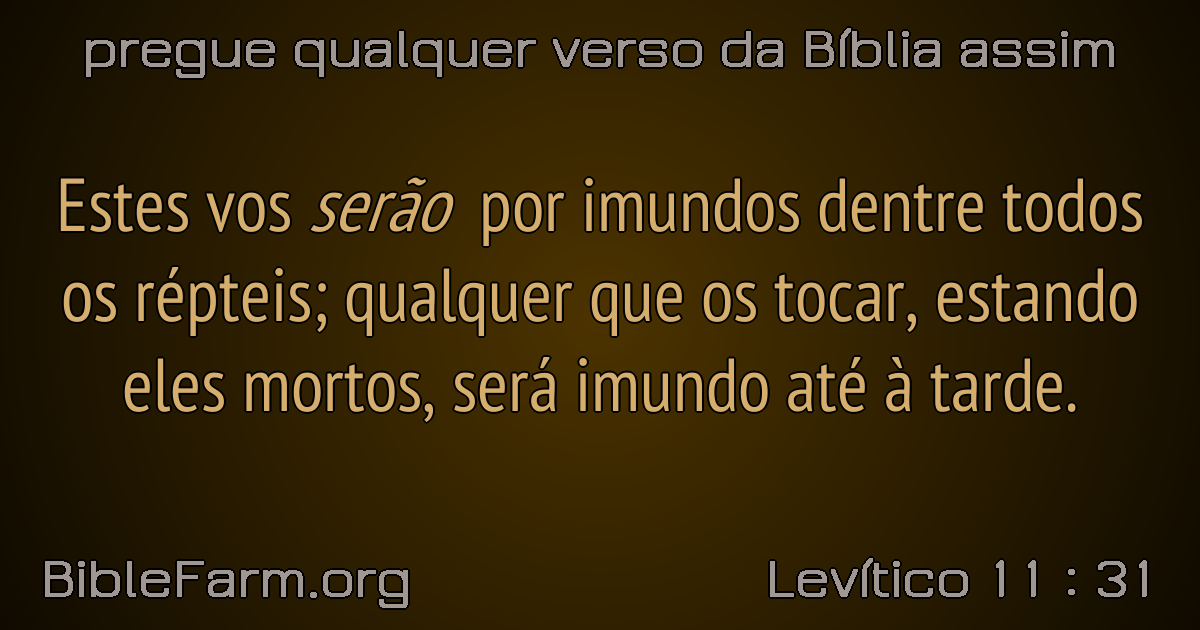 pregue qualquer verso da Bíblia assim
Estes vos serão por imundos dentre todos
os répteis; qualquer que os tocar, estando
eles mortos, será imundo até à tarde.
BibleFarm.org
Levítico 11 : 31